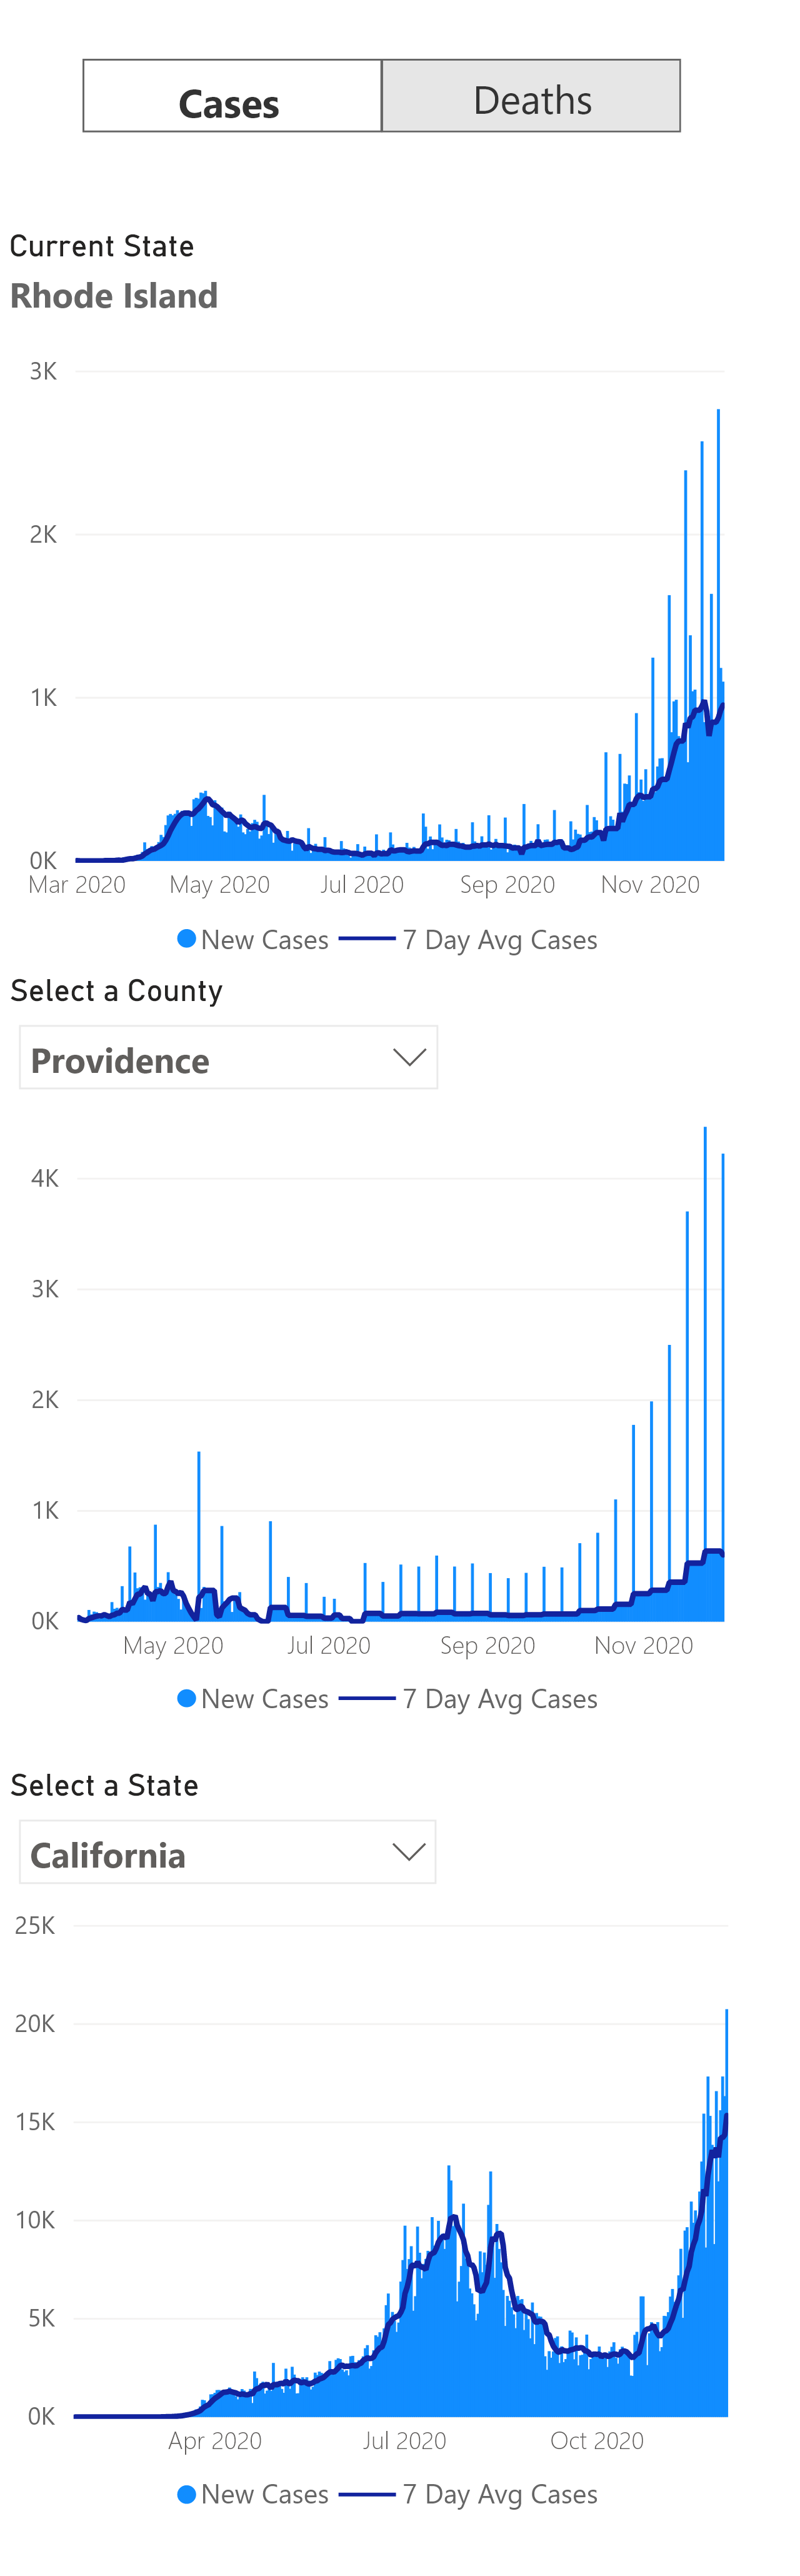 Cases
Deaths
Current State
Rhode Island
3K
2K
1K
0K
Mar 2020 May 2020 Jul 2020 Sep 2020 Nov 2020
New Cases 7 Day Avg Cases
Select a County
Providence
4K
3K
2K
1K
0K
May 2020 Jul 2020 Sep 2020 Nov 2020
New Cases 7 Day Avg Cases
Select a State
California
25K
20K
15K
10K
5K
0K
Apr 2020 Jul 2020 Oct 2020
New Cases 7 Day Avg Cases